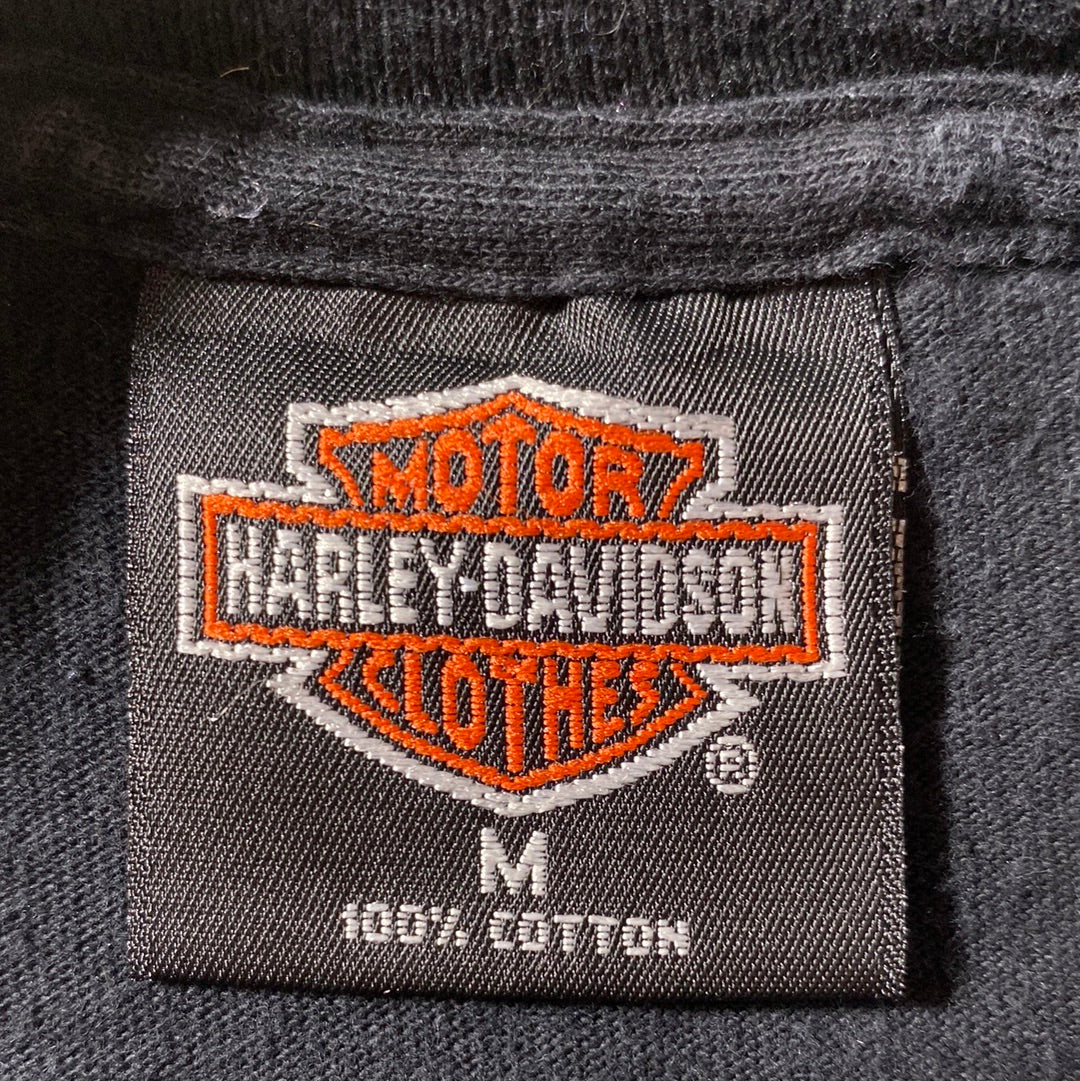 MOTOR
HARLEY-DAVIDSON
CLOTHES
®
M
100% COTTON